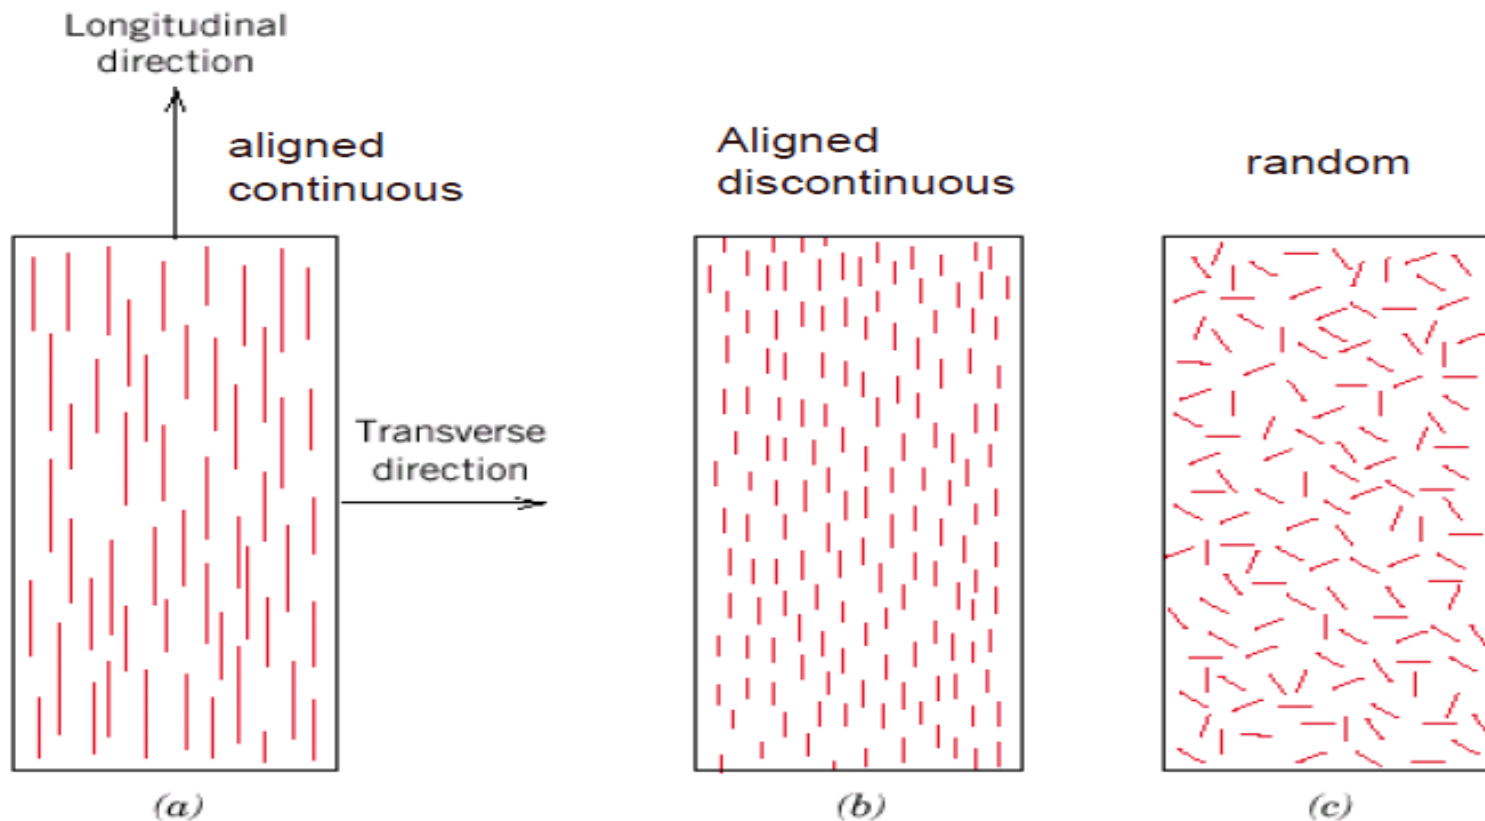 Longitudinal
direction
aligned
continuous
Transverse
direction
(a)
Aligned
discontinuous
(b)
random
(c)